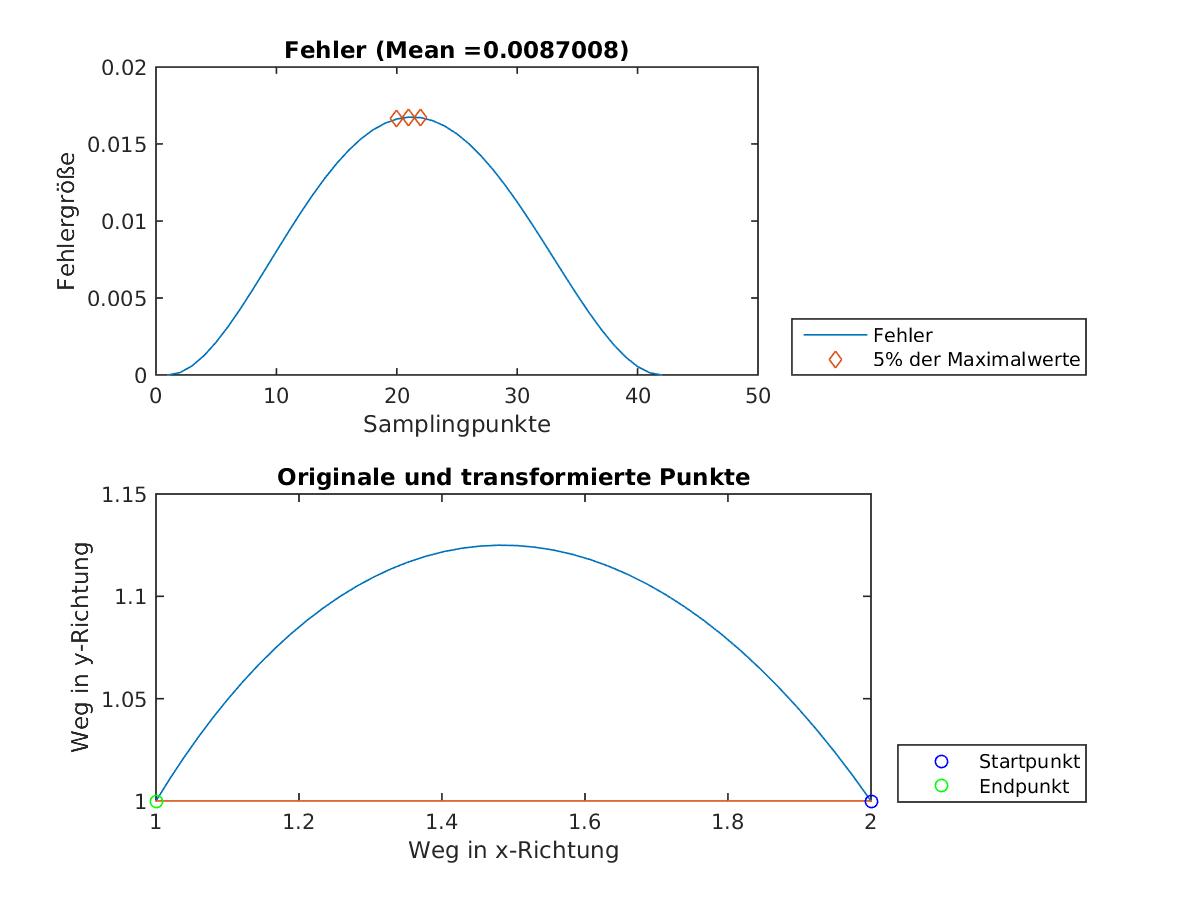 Fehler (Mean =0.0087008)
0.02
0.015
0.01
0.005
0
Fehlergröße
0 10 20 30 40 50
Samplingpunkte
Fehler
5% der Maximalwerte
Originale und transformierte Punkte
1.15
1.1
1.05
1
Weg in y-Richtung
1 1.2 1.4 1.6 1.8 2
Weg in x-Richtung
Startpunkt
Endpunkt